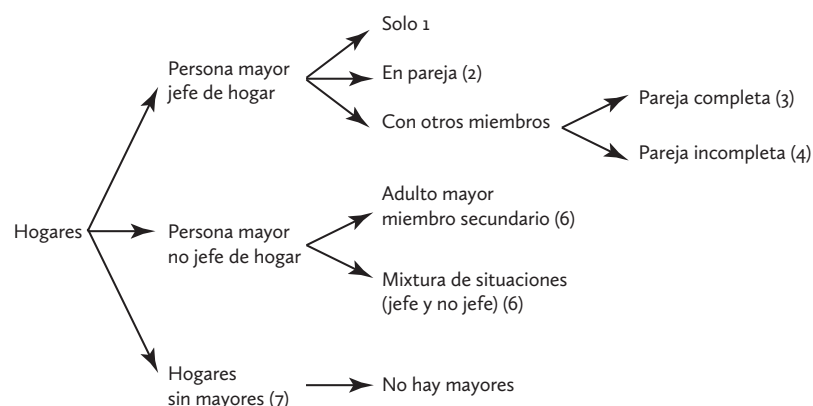 Hogares
Persona mayor
jefe de hogar
Solo 1
En pareja (2)
Con otros miembros
Pareja completa (3)
Pareja incompleta (4)
Persona mayor
no jefe de hogar
Adulto mayor
miembro secundario (6)
Mixtura de situaciones
(jefe y no jefe) (6)
Hogares
sin mayores (7)
No hay mayores